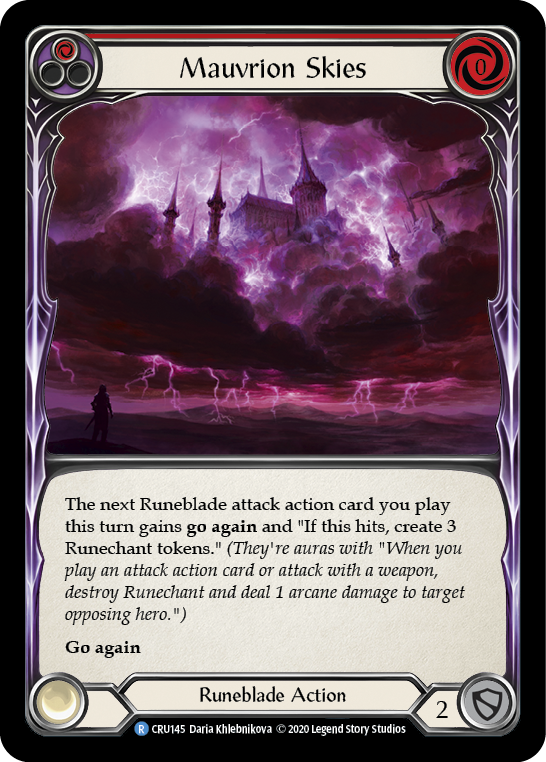 Mauvrion Skies
0
The next Runeblade attack action card you play
this turn gains go again and "If this hits, create 3
Runechant tokens." (They're auras with "When you
play an attack action card or attack with a weapon,
destroy Runechant and deal 1 arcane damage to target
opposing hero.")
Go again
Runeblade Action
2
R CRU145 Daria Khlebnikova © 2020 Legend Story Studios